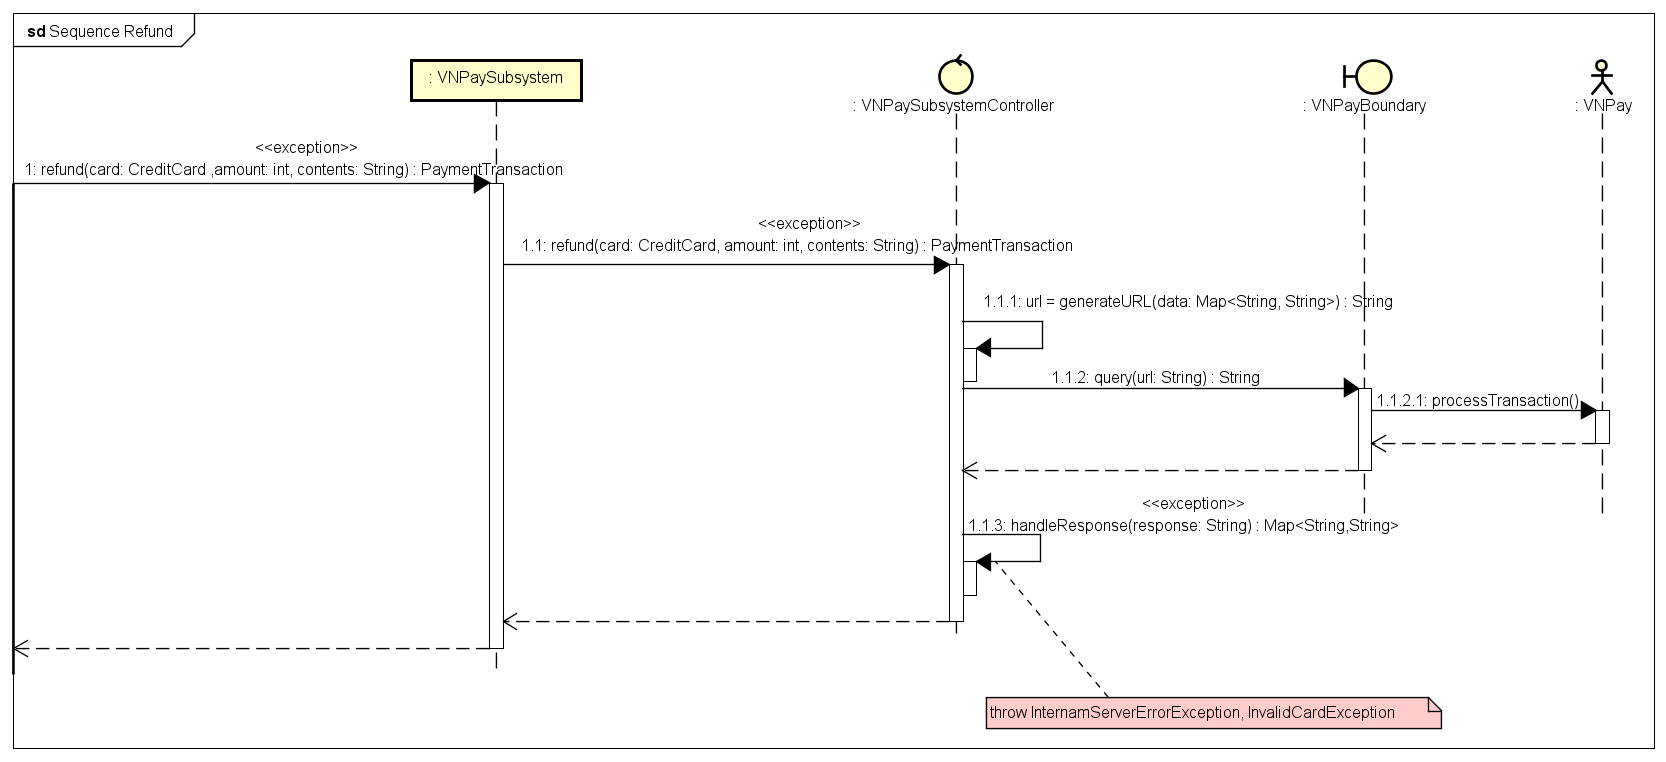 sd Sequence Refund
: VNPaySubsystem
: VNPaySubsystemController
: VNPayBoundary
: VNPay
<<exception>>
1: refund(card: CreditCard ,amount: int, contents: String) : PaymentTransaction
<<exception>>
1.1: refund(card: CreditCard, amount: int, contents: String) : PaymentTransaction
1.1.1: url = generateURL(data: Map<String, String>) : String
1.1.2: query(url: String) : String
1.1.2.1: processTransaction()
<<exception>>
1.1.3: handleResponse(response: String) : Map<String,String>
throw InternamServerErrorException, InvalidCardException